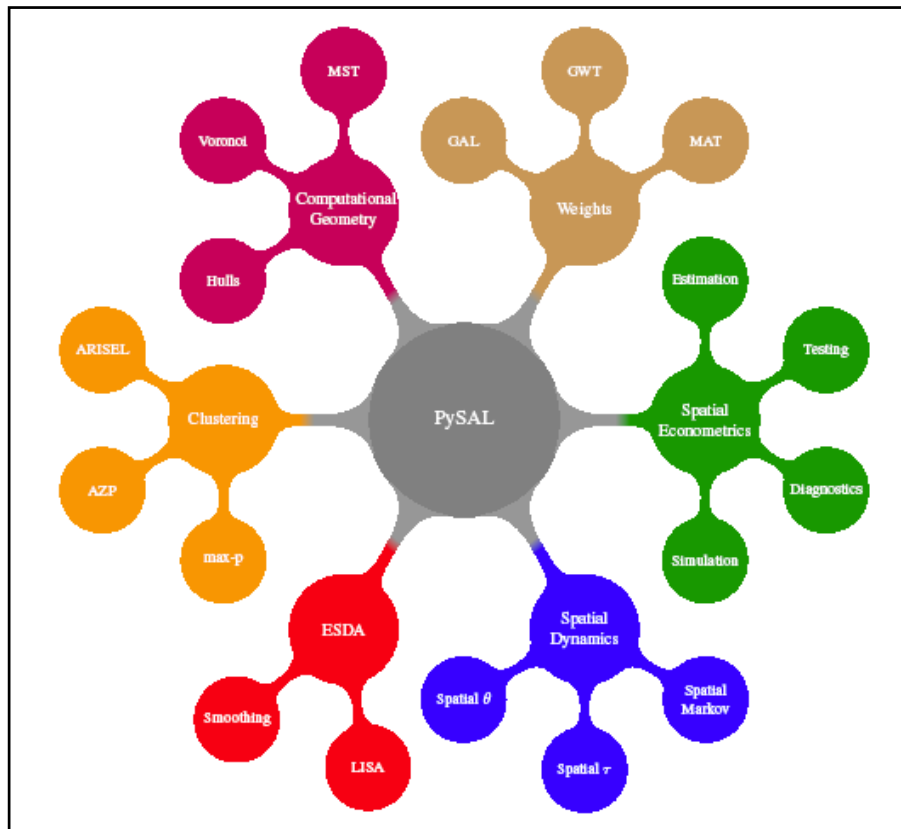 MST
GWT
Voronoi
GAL
MAT
Computational
Geometry
Weights
Hulls
Estimation
ARISEL
Testing
Clustering
PySAL
Spatial
Econometrics
AZP
Diagnostics
max-p
Simulation
ESDA
Spatial
Dynamics
Spatial θ
Spatial
Markov
Smoothing
LISA
Spatial τ